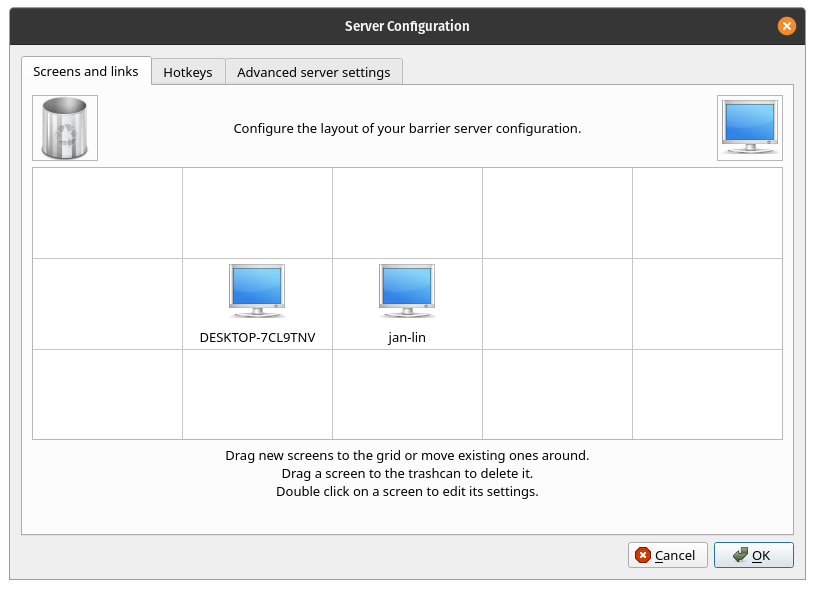 Server Configuration
Screens and links
Hotkeys
Advanced server settings
Configure the layout of your barrier server configuration.
DESKTOP-7CL9TNV
jan-lin
Drag new screens to the grid or move existing ones around.
Drag a screen to the trashcan to delete it.
Double click on a screen to edit its settings.
Cancel
OK